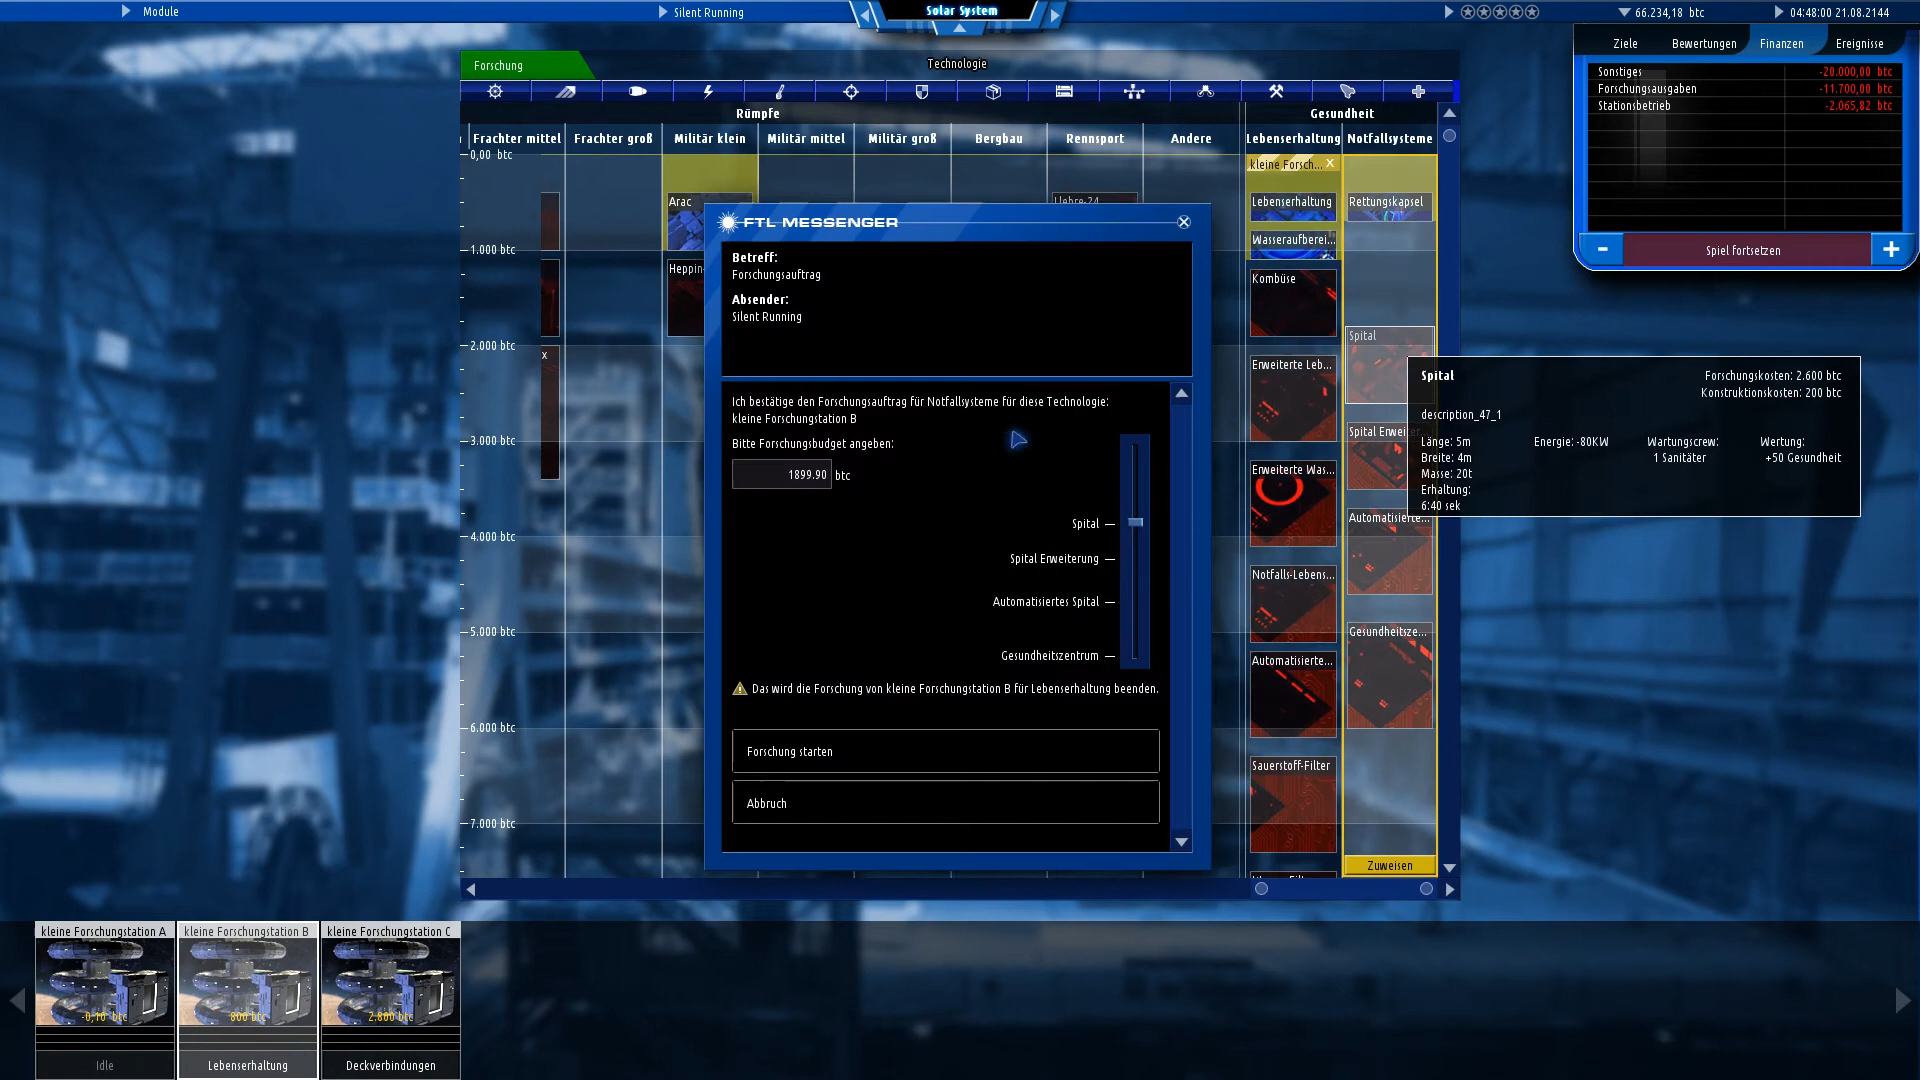 Module
Silent Running
Solar System
66.234,18 btc
04:48:00 21.08.2144
Ziele
Bewertungen
Finanzen
Ereignisse
Sonstiges -20.000,00 btc
Forschungsausgaben -11.700,00 btc
Stationsbetrieb -2.065,82 btc
- Spiel fortsetzen +
Forschung
Technologie
Rümpfe
Gesundheit
Frachter mittel
Frachter groß
Militär klein
Militär mittel
Militär groß
Bergbau
Rennsport
Andere
Lebenserhaltung
Notfallsysteme
0,00 btc
1.000 btc
2.000 btc
3.000 btc
4.000 btc
5.000 btc
6.000 btc
7.000 btc
x
Arac
Heppin
kleine Forsch... X
Lebenserhaltung
Wasseraufberei...
Kombüse
Erweiterte Leb...
Erweiterte Was...
Notfalls-Lebens...
Automatisierte...
Sauerstoff-Filter
Rettungskapsel
Spital
Spital Erweiter
Automatisierte...
Gesundheitsze...
Zuweisen
FTL MESSENGER
Betreff:
Forschungsauftrag
Absender:
Silent Running
Ich bestätige den Forschungsauftrag für Notfallsysteme für diese Technologie:
kleine Forschungstation B
Bitte Forschungsbudget angeben:
1899.90 btc
Spital
Spital Erweiterung
Automatisiertes Spital
Gesundheitszentrum
Das wird die Forschung von kleine Forschungstation B für Lebenserhaltung beenden.
Forschung starten
Abbruch
Spital
Forschungskosten: 2.600 btc
Konstruktionskosten: 200 btc
description_47_1
Länge: 5m
Breite: 4m
Masse: 20t
Erhaltung:
6:40 sek
Energie: -80KW
Wartungscrew:
1 Sanitäter
Wertung:
+50 Gesundheit
kleine Forschungstation A
-0,10 btc
Idle
kleine Forschungstation B
800 btc
Lebenserhaltung
kleine Forschungstation C
2.800 btc
Deckverbindungen